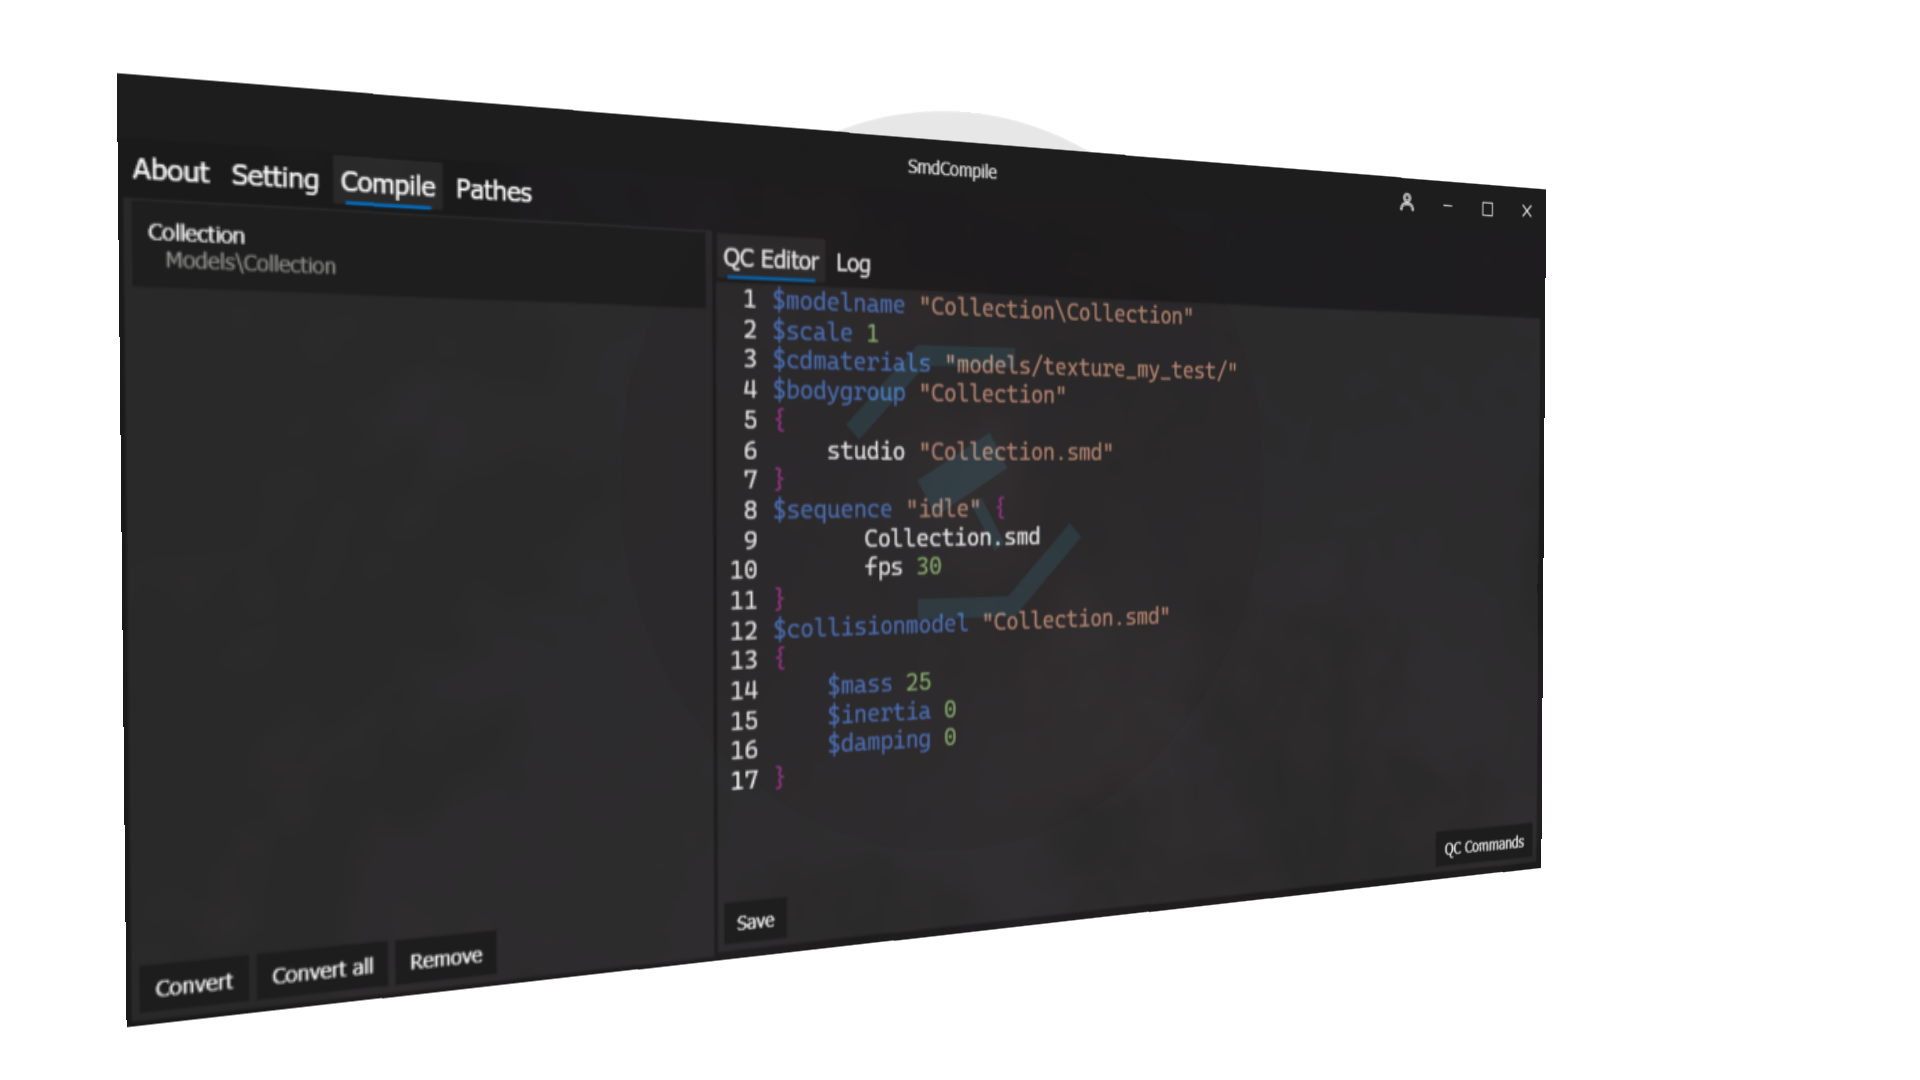 SmdCompile
About Setting Compile Pathes
Collection
Models\Collection
QC Editor Log
1 $modelname "Collection\Collection"
2 $scale 1
3 $cdmaterials "models/texture_my_test/"
4 $bodygroup "Collection"
5 {
6 studio "Collection.smd"
7 }
8 $sequence "idle" {
9 Collection.smd
10 fps 30
11 }
12 $collisionmodel "Collection.smd"
13 {
14 $mass 25
15 $inertia 0
16 $damping 0
17 }
QC Commands
Save
Convert Convert all Remove